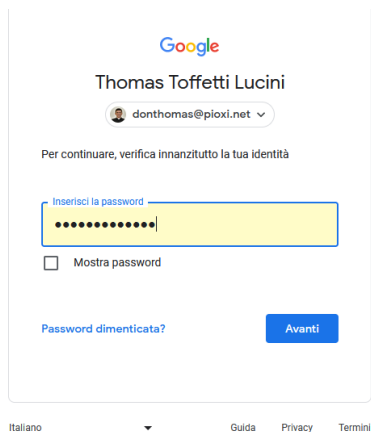 Google
Thomas Toffetti Lucini
donthomas@pioxi.net
Per continuare, verifica innanzitutto la tua identità
Inserisci la password
•••••••••••••
Mostra password
Password dimenticata?
Avanti
Italiano
Guida Privacy Termini